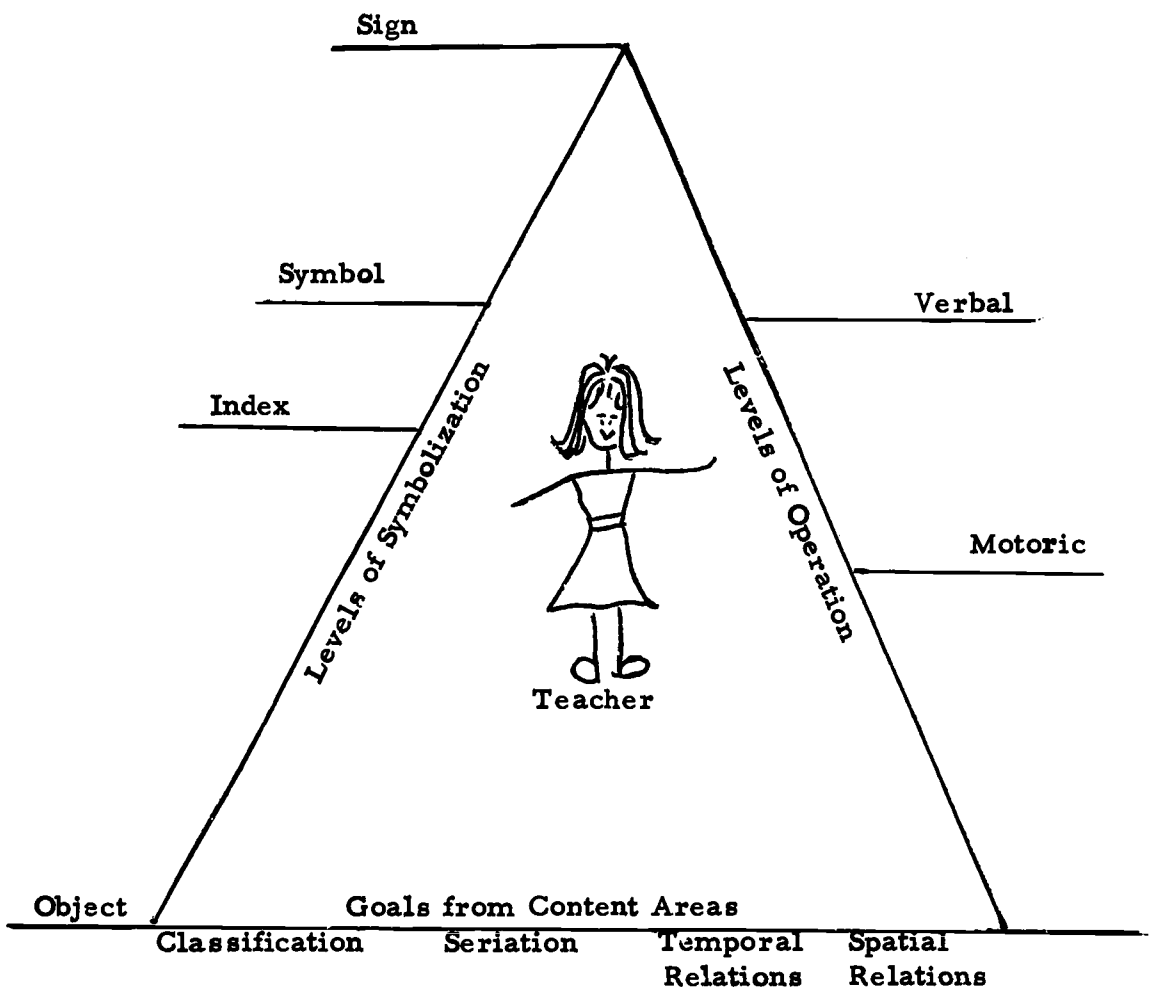 Sign
Symbol
Verbal
Index
Levels of Symbolization
Levels of Operation
Motoric
Teacher
Object
Goals from Content Areas
Classification
Seriation
Temporal
Relations
Spatial
Relations